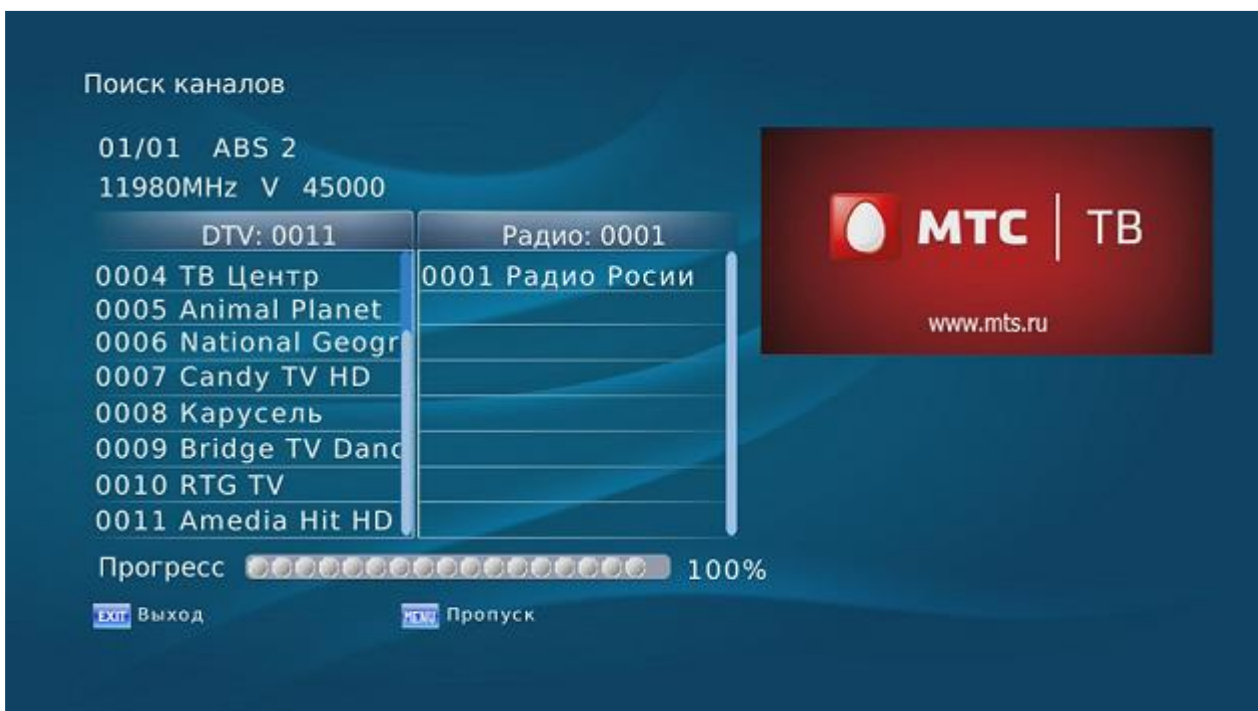 Поиск каналов
01/01 ABS 2
11980MHz V 45000
DTV: 0011
0004 ТВ Центр
0005 Animal Planet
0006 National Geogr
0007 Candy TV HD
0008 Карусель
0009 Bridge TV Danc
0010 RTG TV
0011 Amedia Hit HD
Радио: 0001
0001 Радио Росии
МТС | ТВ
www.mts.ru
Прогресс 100%
EXIT Выход
MENU Пропуск